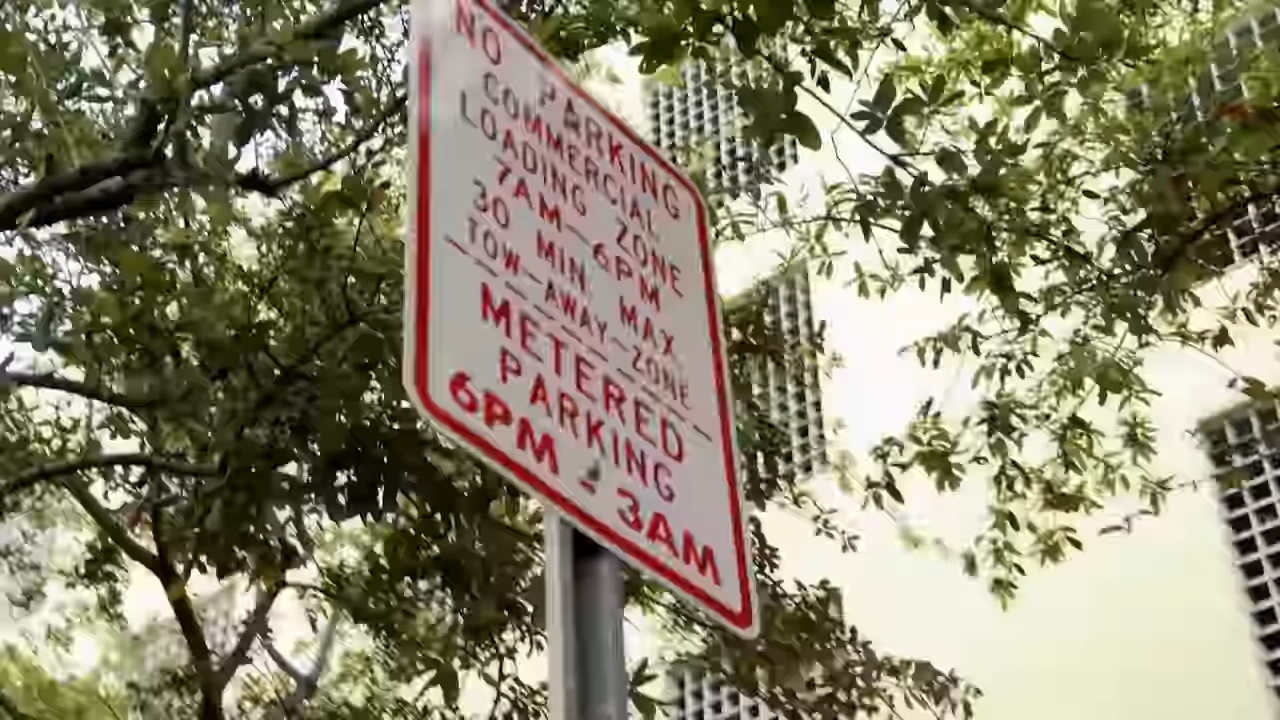 NO PARKING
COMMERCIAL
LOADING ZONE
7AM-6PM
30 MIN. MAX.
TOW-AWAY-ZONE
METERED
PARKING
6PM - 3AM